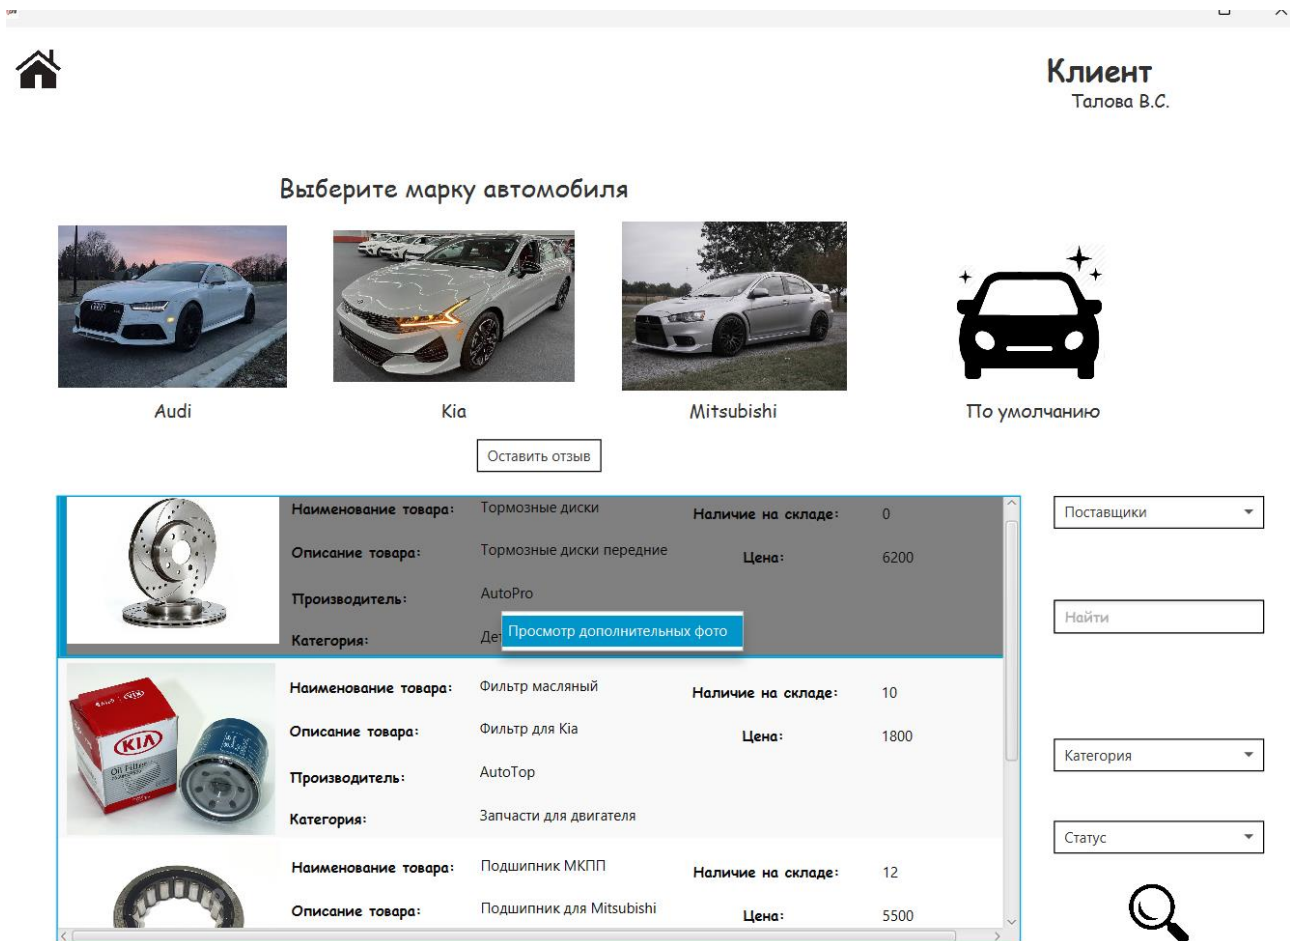 Клиент
Талова В.С.
Выберите марку автомобиля
Audi
Kia
Mitsubishi
По умолчанию
Оставить отзыв
Наименование товара: Тормозные диски Наличие на складе: 0
Описание товара: Тормозные диски передние Цена: 6200
Производитель: AutoPro
Просмотр дополнительных фото
Категория:
KIA
Oil Filter
Наименование товара: Фильтр масляный Наличие на складе: 10
Описание товара: Фильтр для Kia Цена: 1800
Производитель: AutoTop
Категория: Запчасти для двигателя
Наименование товара: Подшипник МКПП Наличие на складе: 12
Описание товара: Подшипник для Mitsubishi Цена: 5500
Поставщики
Найти
Категория
Статус